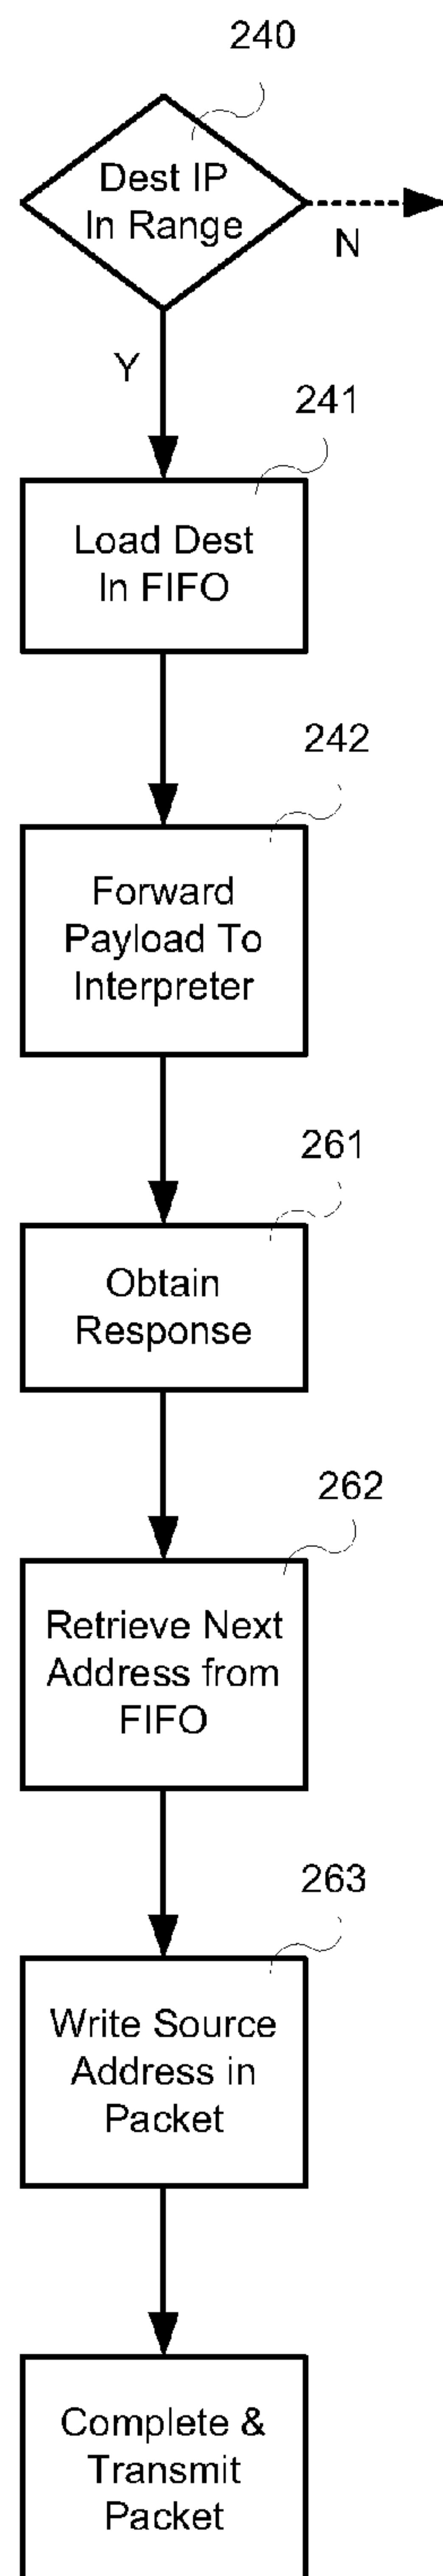 240
Dest IP
In Range
N
Y
241
Load Dest
In FIFO
242
Forward
Payload To
Interpreter
261
Obtain
Response
262
Retrieve Next
Address from
FIFO
263
Write Source
Address in
Packet
Complete &
Transmit
Packet